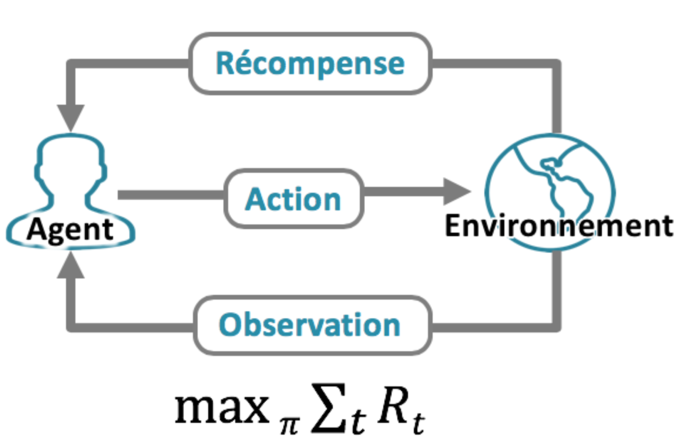 Récompense
Action
Agent
Environnement
Observation
max π ∑t Rt